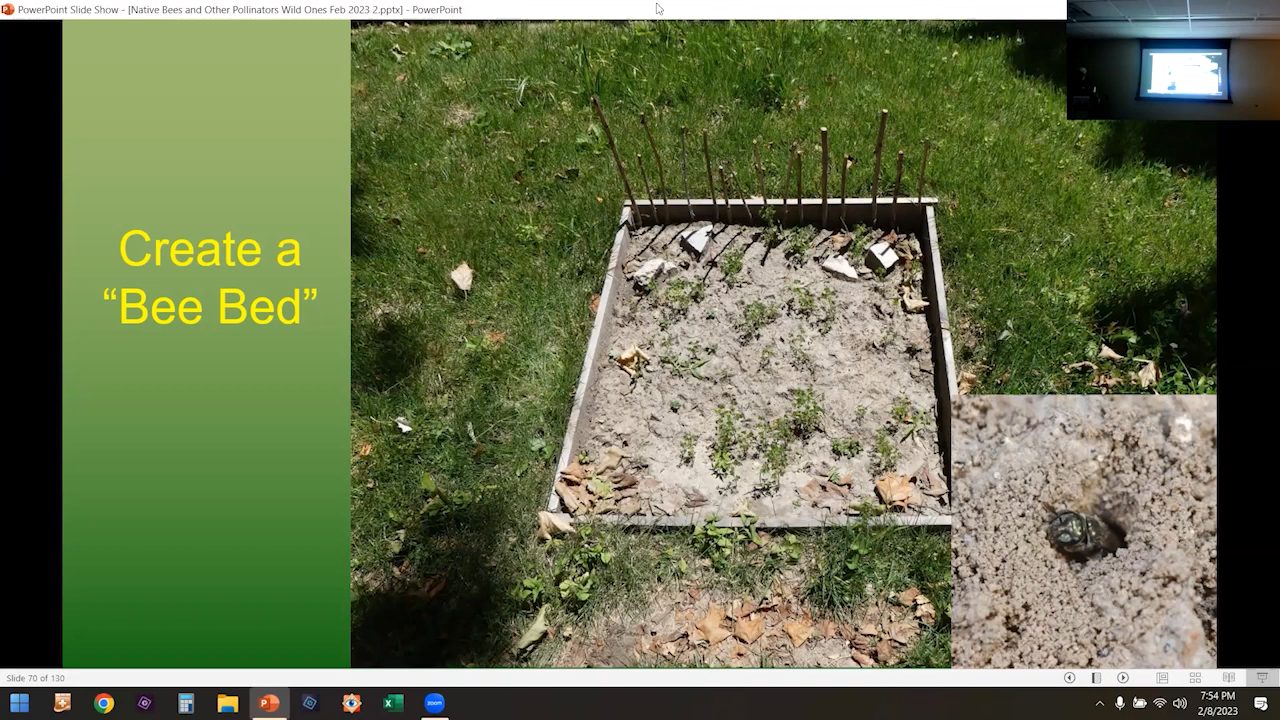 PowerPoint Slide Show - [Native Bees and Other Pollinators Wild Ones Feb 2023 2.pptx] - PowerPoint
Create a
“Bee Bed”
Slide 70 of 130
zoom
7:54 PM
2/8/2023